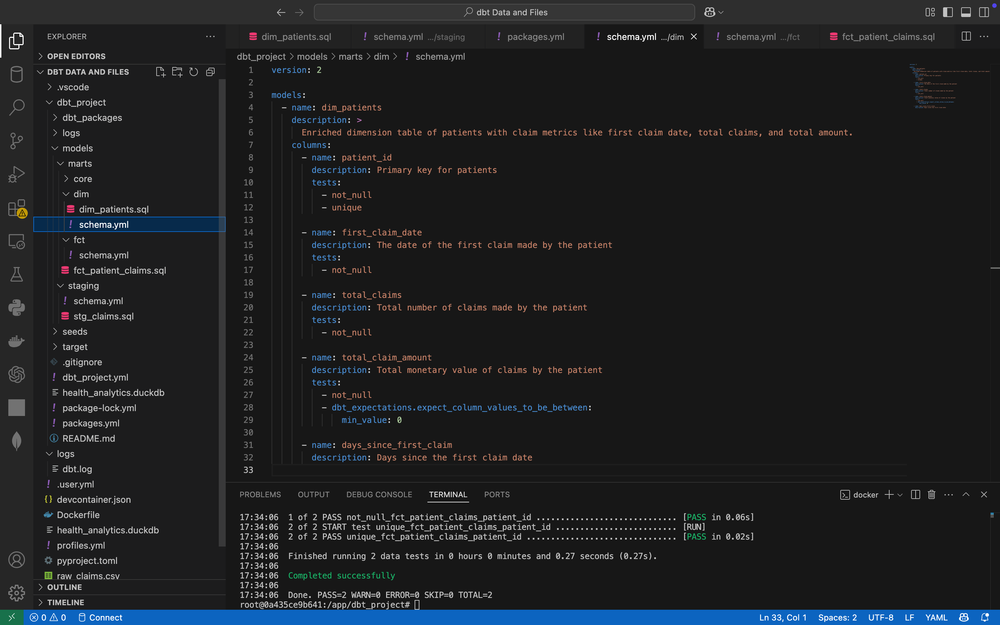 dbt Data and Files
EXPLORER
OPEN EDITORS
DBT DATA AND FILES
.vscode
dbt_project
dbt_packages
logs
models
marts
core
dim
dim_patients.sql
schema.yml
fct
schema.yml
fct_patient_claims.sql
staging
schema.yml
stg_claims.sql
seeds
target
.gitignore
dbt_project.yml
health_analytics.duckdb
package-lock.yml
packages.yml
README.md
logs
dbt.log
.user.yml
devcontainer.json
Dockerfile
health_analytics.duckdb
profiles.yml
pyproject.toml
raw_claims.csv
OUTLINE
TIMELINE
dim_patients.sql
schema.yml .../staging
packages.yml
schema.yml .../dim
schema.yml .../fct
fct_patient_claims.sql
dbt_project > models > marts > dim > ! schema.yml
1 version: 2
2
3 models:
4 - name: dim_patients
5 description: >
6 Enriched dimension table of patients with claim metrics like first claim date, total claims, and total amount.
7 columns:
8 - name: patient_id
9 description: Primary key for patients
10 tests:
11 - not_null
12 - unique
13
14 - name: first_claim_date
15 description: The date of the first claim made by the patient
16 tests:
17 - not_null
18
19 - name: total_claims
20 description: Total number of claims made by the patient
21 tests:
22 - not_null
23
24 - name: total_claim_amount
25 description: Total monetary value of claims by the patient
26 tests:
27 - not_null
28 - dbt_expectations.expect_column_values_to_be_between:
29 min_value: 0
30
31 - name: days_since_first_claim
32 description: Days since the first claim date
33
PROBLEMS OUTPUT DEBUG CONSOLE TERMINAL PORTS
docker
17:34:06 1 of 2 PASS not_null_fct_patient_claims_patient_id ............................. [PASS in 0.06s]
17:34:06 2 of 2 START test unique_fct_patient_claims_patient_id ......................... [RUN]
17:34:06 2 of 2 PASS unique_fct_patient_claims_patient_id ............................... [PASS in 0.02s]
17:34:06
17:34:06 Finished running 2 data tests in 0 hours 0 minutes and 0.27 seconds (0.27s).
17:34:06
17:34:06 Completed successfully
17:34:06
17:34:06 Done. PASS=2 WARN=0 ERROR=0 SKIP=0 TOTAL=2
root@0a435ce9b641:/app/dbt_project#
0 0 Connect
Ln 33, Col 1 Spaces: 2 UTF-8 LF YAML